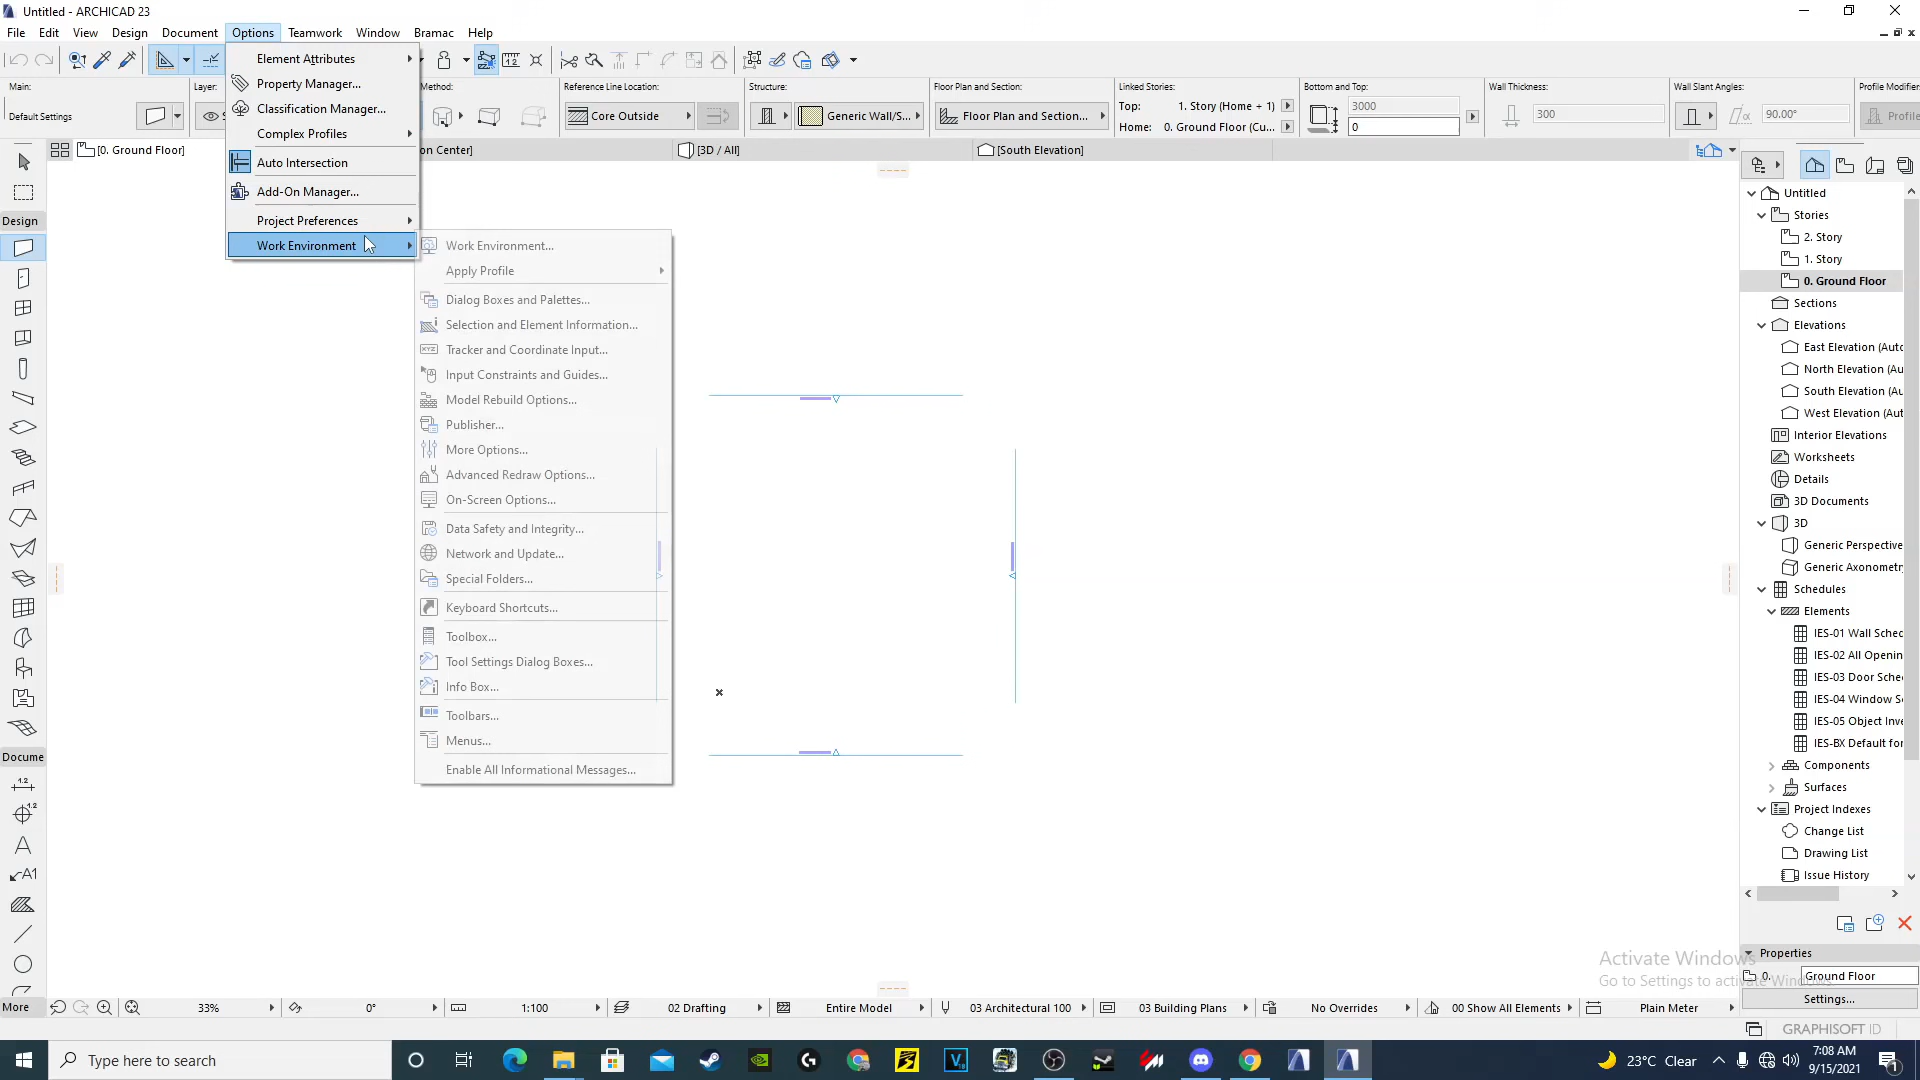 Untitled - ARCHICAD 23
File Edit View Design Document Options Teamwork Window Bramac Help
Main:
Default Settings
Layer:
Method:
Reference Line Location:
Core Outside
Structure:
Generic Wall/S...
Floor Plan and Section:
Floor Plan and Section...
Linked Stories:
Top: 1. Story (Home + 1)
Home: 0. Ground Floor (Cu...
Bottom and Top:
3000
0
Wall Thickness:
300
Wall Slant Angles:
90.00°
Profile Modifier
Profile
[0. Ground Floor]
on Center]
[3D / All]
[South Elevation]
Element Attributes
Property Manager...
Classification Manager...
Complex Profiles
Auto Intersection
Add-On Manager...
Project Preferences
Work Environment
Work Environment...
Apply Profile
Dialog Boxes and Palettes...
Selection and Element Information...
Tracker and Coordinate Input...
Input Constraints and Guides...
Model Rebuild Options...
Publisher...
More Options...
Advanced Redraw Options...
On-Screen Options...
Data Safety and Integrity...
Network and Update...
Special Folders...
Keyboard Shortcuts...
Toolbox...
Tool Settings Dialog Boxes...
Info Box...
Toolbars...
Menus...
Enable All Informational Messages...
Design
Docume
1.2
1.2
A
A1
More
Untitled
Stories
2. Story
1. Story
0. Ground Floor
Sections
Elevations
East Elevation (Auto
North Elevation (Au
South Elevation (Au
West Elevation (Aut
Interior Elevations
Worksheets
Details
3D Documents
3D
Generic Perspective
Generic Axonometr
Schedules
Elements
IES-01 Wall Sched
IES-02 All Openin
IES-03 Door Sche
IES-04 Window S
IES-05 Object Inve
IES-BX Default for
Components
Surfaces
Project Indexes
Change List
Drawing List
Issue History
Properties
0. Ground Floor
Settings...
Activate Windows
Go to Settings to activate Windows.
33% 0° 1:100 02 Drafting Entire Model 03 Architectural 100 03 Building Plans No Overrides 00 Show All Elements Plain Meter
GRAPHISOFT ID
Type here to search
23°C Clear
7:08 AM
9/15/2021